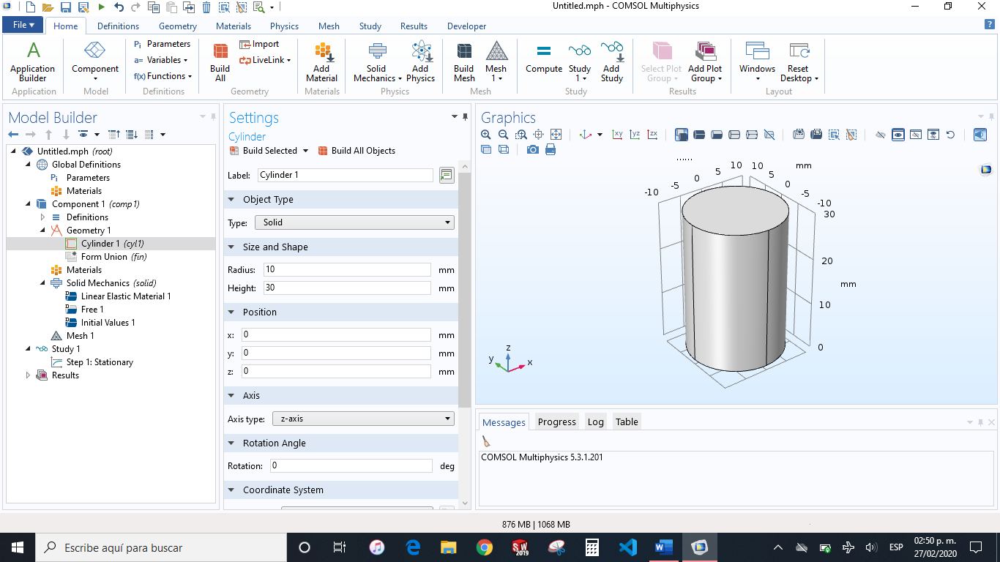 Untitled.mph - COMSOL Multiphysics
File Home Definitions Geometry Materials Physics Mesh Study Results Developer
Application Builder
Application
Component
Model
Pi Parameters
a= Variables
f(x) Functions
Definitions
Build All
Import
LiveLink
Geometry
Add Material
Materials
Solid Mechanics
Add Physics
Physics
Build Mesh
Mesh 1
Mesh
Compute
Study 1
Add Study
Study
Select Plot Group
Add Plot Group
Results
Windows
Reset Desktop
Layout
Model Builder
Untitled.mph (root)
Global Definitions
Pi Parameters
Materials
Component 1 (comp1)
Definitions
Geometry 1
Cylinder 1 (cyl1)
Form Union (fin)
Materials
Solid Mechanics (solid)
Linear Elastic Material 1
Free 1
Initial Values 1
Mesh 1
Study 1
Step 1: Stationary
Results
Settings
Cylinder
Build Selected Build All Objects
Label: Cylinder 1
Object Type
Type: Solid
Size and Shape
Radius: 10 mm
Height: 30 mm
Position
x: 0 mm
y: 0 mm
z: 0 mm
Axis
Axis type: z-axis
Rotation Angle
Rotation: 0 deg
Coordinate System
Graphics
xy yz zx
mm
10 10 mm
5 5
0 0
-5 -5
-10 -10
30
20
mm
10
0
z
y x
Messages Progress Log Table
COMSOL Multiphysics 5.3.1.201
876 MB | 1068 MB
Escribe aquí para buscar
SW 2019
ESP
02:50 p. m.
27/02/2020